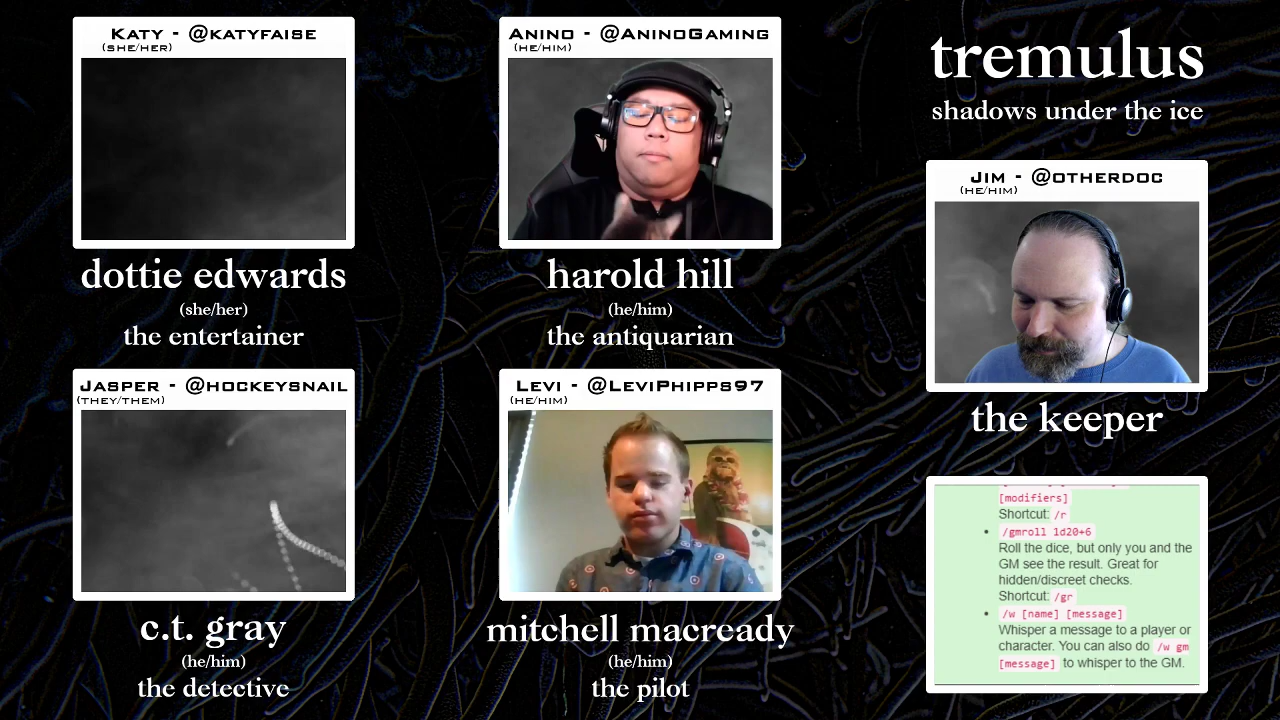 Katy - @katyfaise
(she/her)
dottie edwards
(she/her)
the entertainer
Anino - @AninoGaming
(he/him)
harold hill
(he/him)
the antiquarian
tremulus
shadows under the ice
Jim - @otherdoc
(he/him)
the keeper
Jasper - @hockeysnail
(they/them)
c.t. gray
(he/him)
the detective
Levi - @LeviPhipps97
(he/him)
mitchell macready
(he/him)
the pilot
[modifiers]
Shortcut: /r
• /gmroll 1d20+6
Roll the dice, but only you and the
GM see the result. Great for
hidden/discreet checks.
Shortcut: /gr
• /w [name] [message]
Whisper a message to a player or
character. You can also do /w gm
[message] to whisper to the GM.